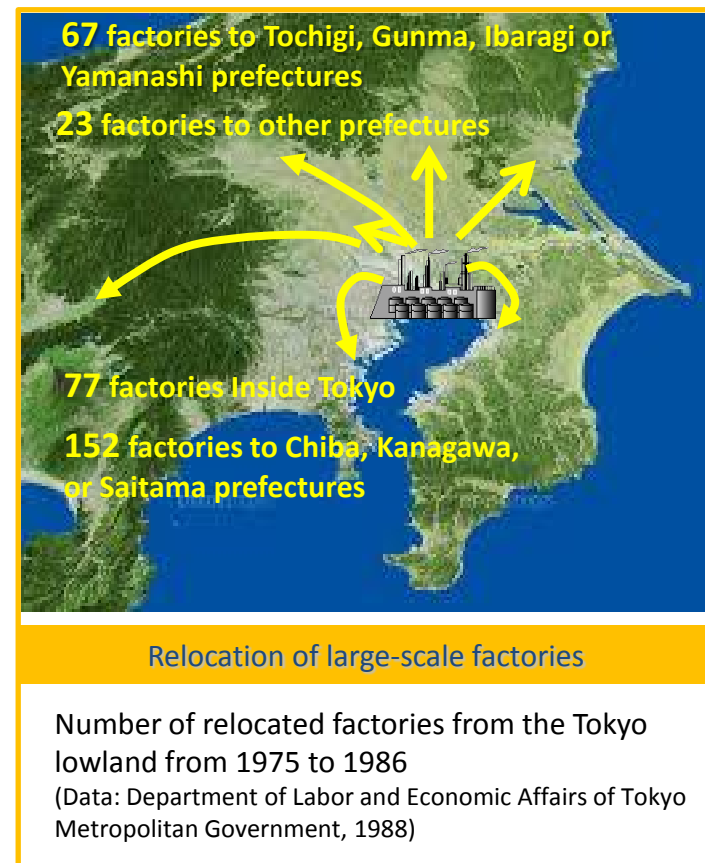 67 factories to Tochigi, Gunma, Ibaragi or
Yamanashi prefectures
23 factories to other prefectures
77 factories Inside Tokyo
152 factories to Chiba, Kanagawa,
or Saitama prefectures
Relocation of large-scale factories
Number of relocated factories from the Tokyo
lowland from 1975 to 1986
(Data: Department of Labor and Economic Affairs of Tokyo
Metropolitan Government, 1988)